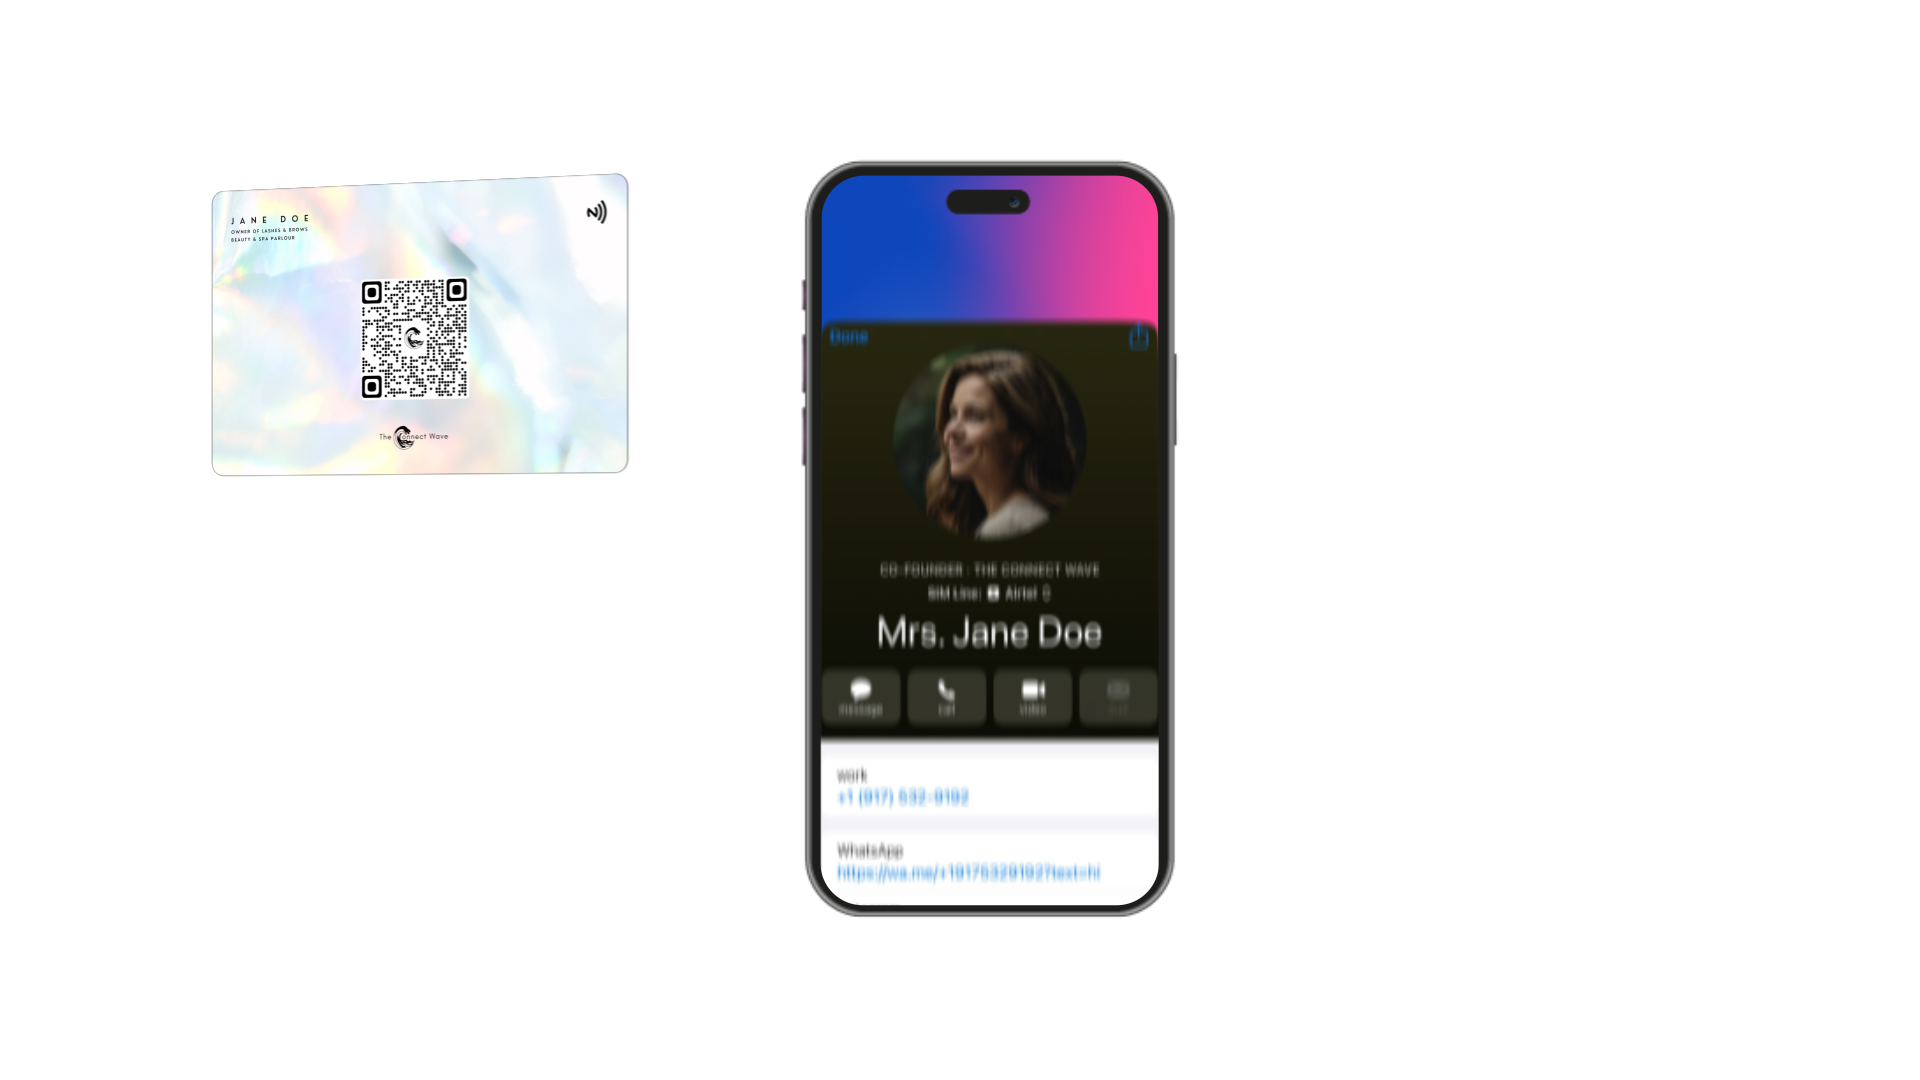 JANE DOE
OWNER OF LASHES & BROWS
BEAUTY & SPA PARLOUR
The Connect Wave
Done
CO-FOUNDER : THE CONNECT WAVE
SIM Line: Airtel
Mrs. Jane Doe
message
call
video
work
+1 (917) 532-9192
WhatsApp
https://wa.me/+19175329192?text=hi